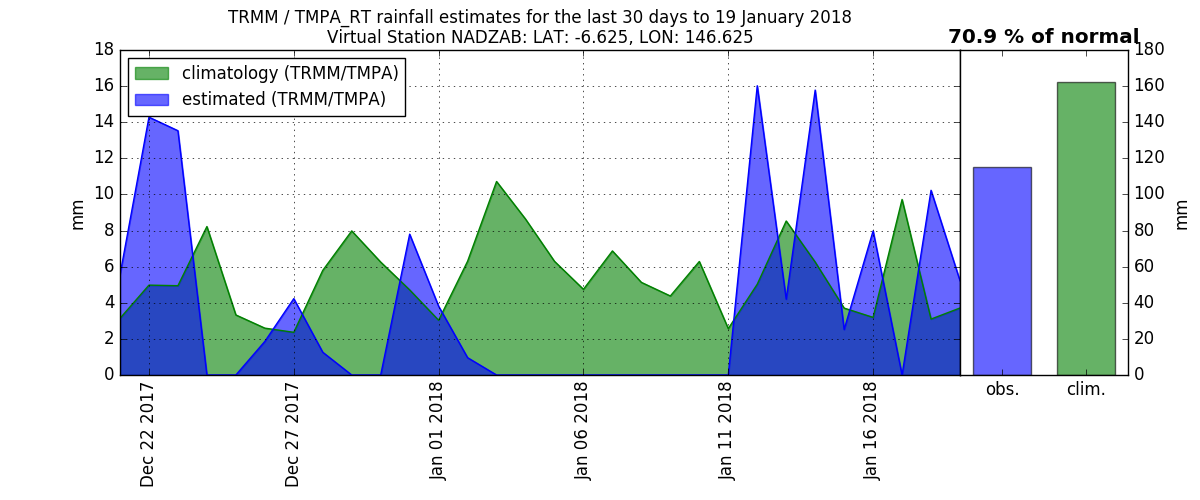 TRMM / TMPA_RT rainfall estimates for the last 30 days to 19 January 2018
Virtual Station NADZAB: LAT: -6.625, LON: 146.625
70.9 % of normal
climatology (TRMM/TMPA)
estimated (TRMM/TMPA)
mm
18
16
14
12
10
8
6
4
2
0
Dec 22 2017
Dec 27 2017
Jan 01 2018
Jan 06 2018
Jan 11 2018
Jan 16 2018
180
160
140
120
100
80
60
40
20
0
mm
obs.
clim.